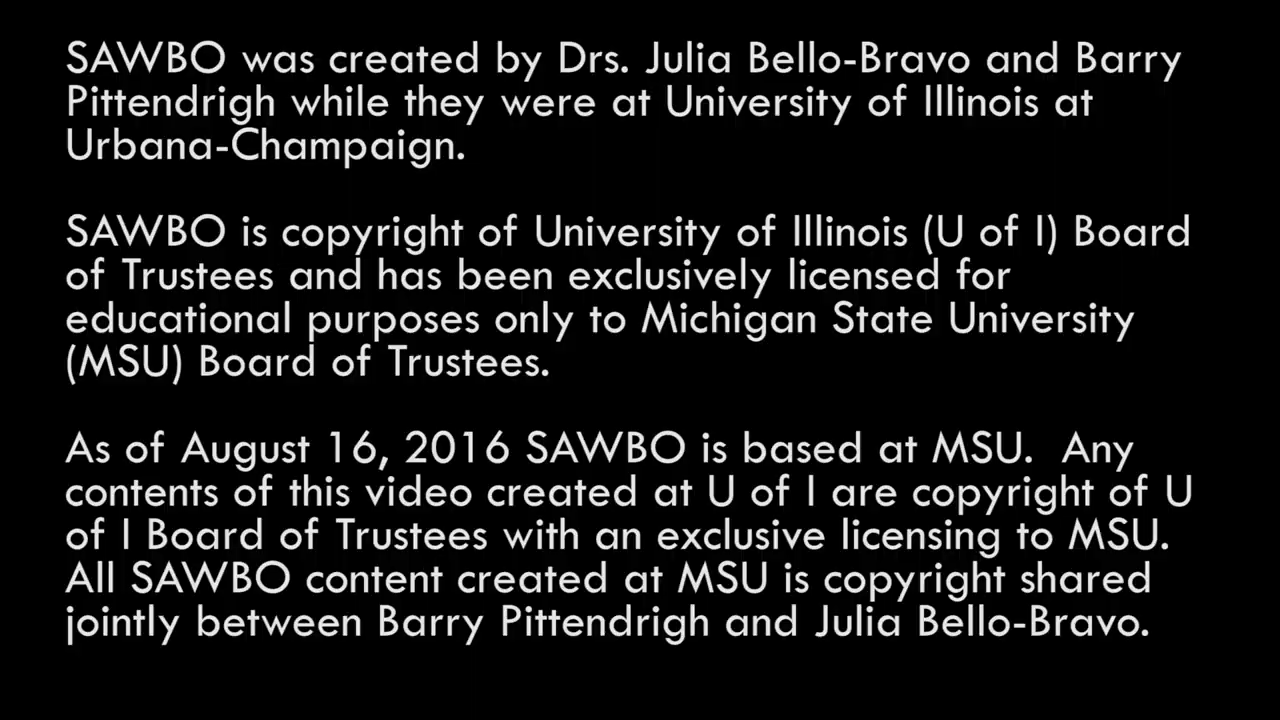 SAWBO was created by Drs. Julia Bello-Bravo and Barry
Pittendrigh while they were at University of Illinois at
Urbana-Champaign.
SAWBO is copyright of University of Illinois (U of I) Board
of Trustees and has been exclusively licensed for
educational purposes only to Michigan State University
(MSU) Board of Trustees.
As of August 16, 2016 SAWBO is based at MSU.  Any
contents of this video created at U of I are copyright of U
of I Board of Trustees with an exclusive licensing to MSU.
All SAWBO content created at MSU is copyright shared
jointly between Barry Pittendrigh and Julia Bello-Bravo.